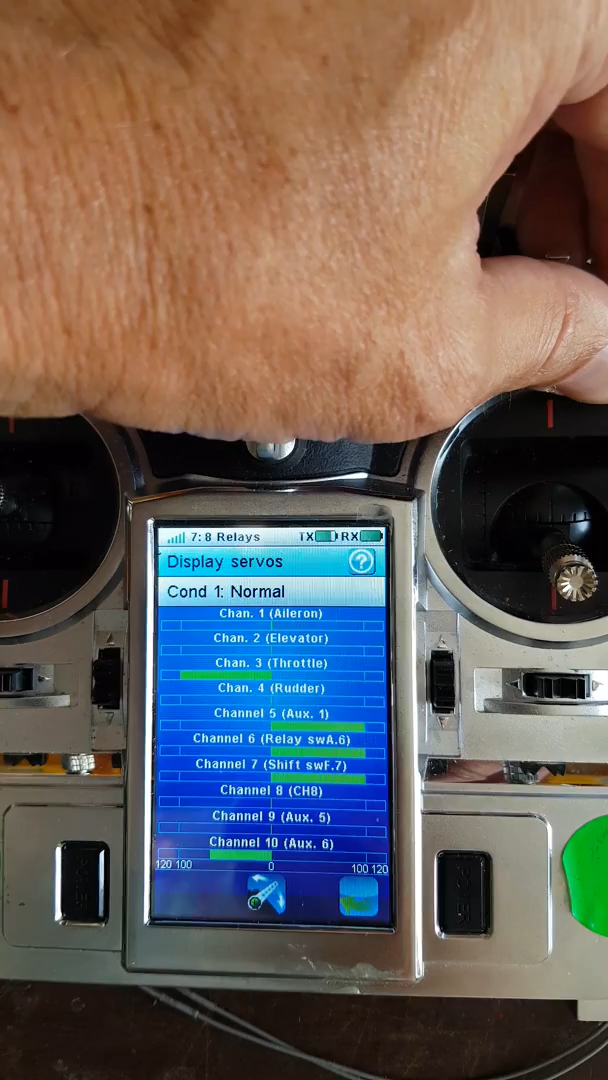 7: 8 Relays TX RX
Display servos ?
Cond 1: Normal
Chan. 1 (Aileron)
Chan. 2 (Elevator)
Chan. 3 (Throttle)
Chan. 4 (Rudder)
Channel 5 (Aux. 1)
Channel 6 (Relay swA.6)
Channel 7 (Shift swF.7)
Channel 8 (CH8)
Channel 9 (Aux. 5)
Channel 10 (Aux. 6)
120 100 0 100 120